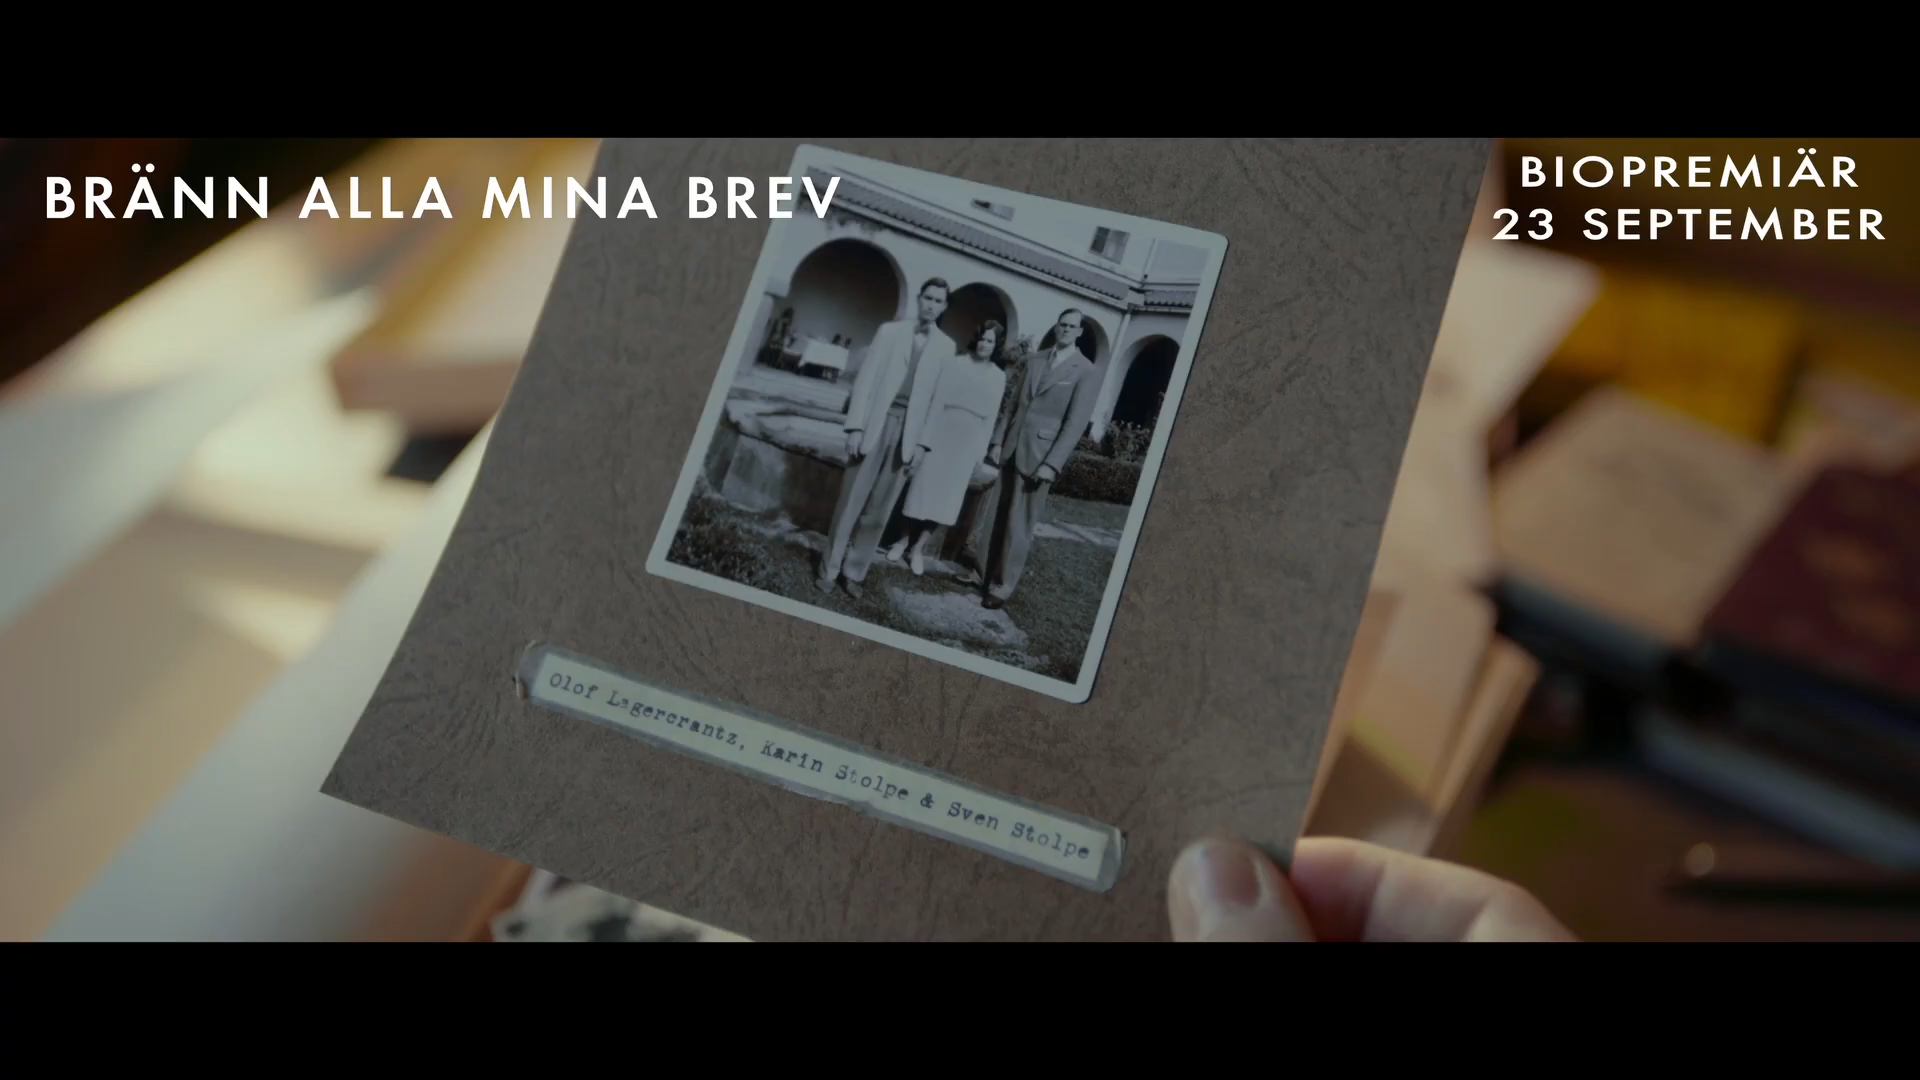 BRÄNN ALLA MINA BREV
BIOPREMIÄR
23 SEPTEMBER
Olof Lagercrantz, Karin Stolpe & Sven Stolpe